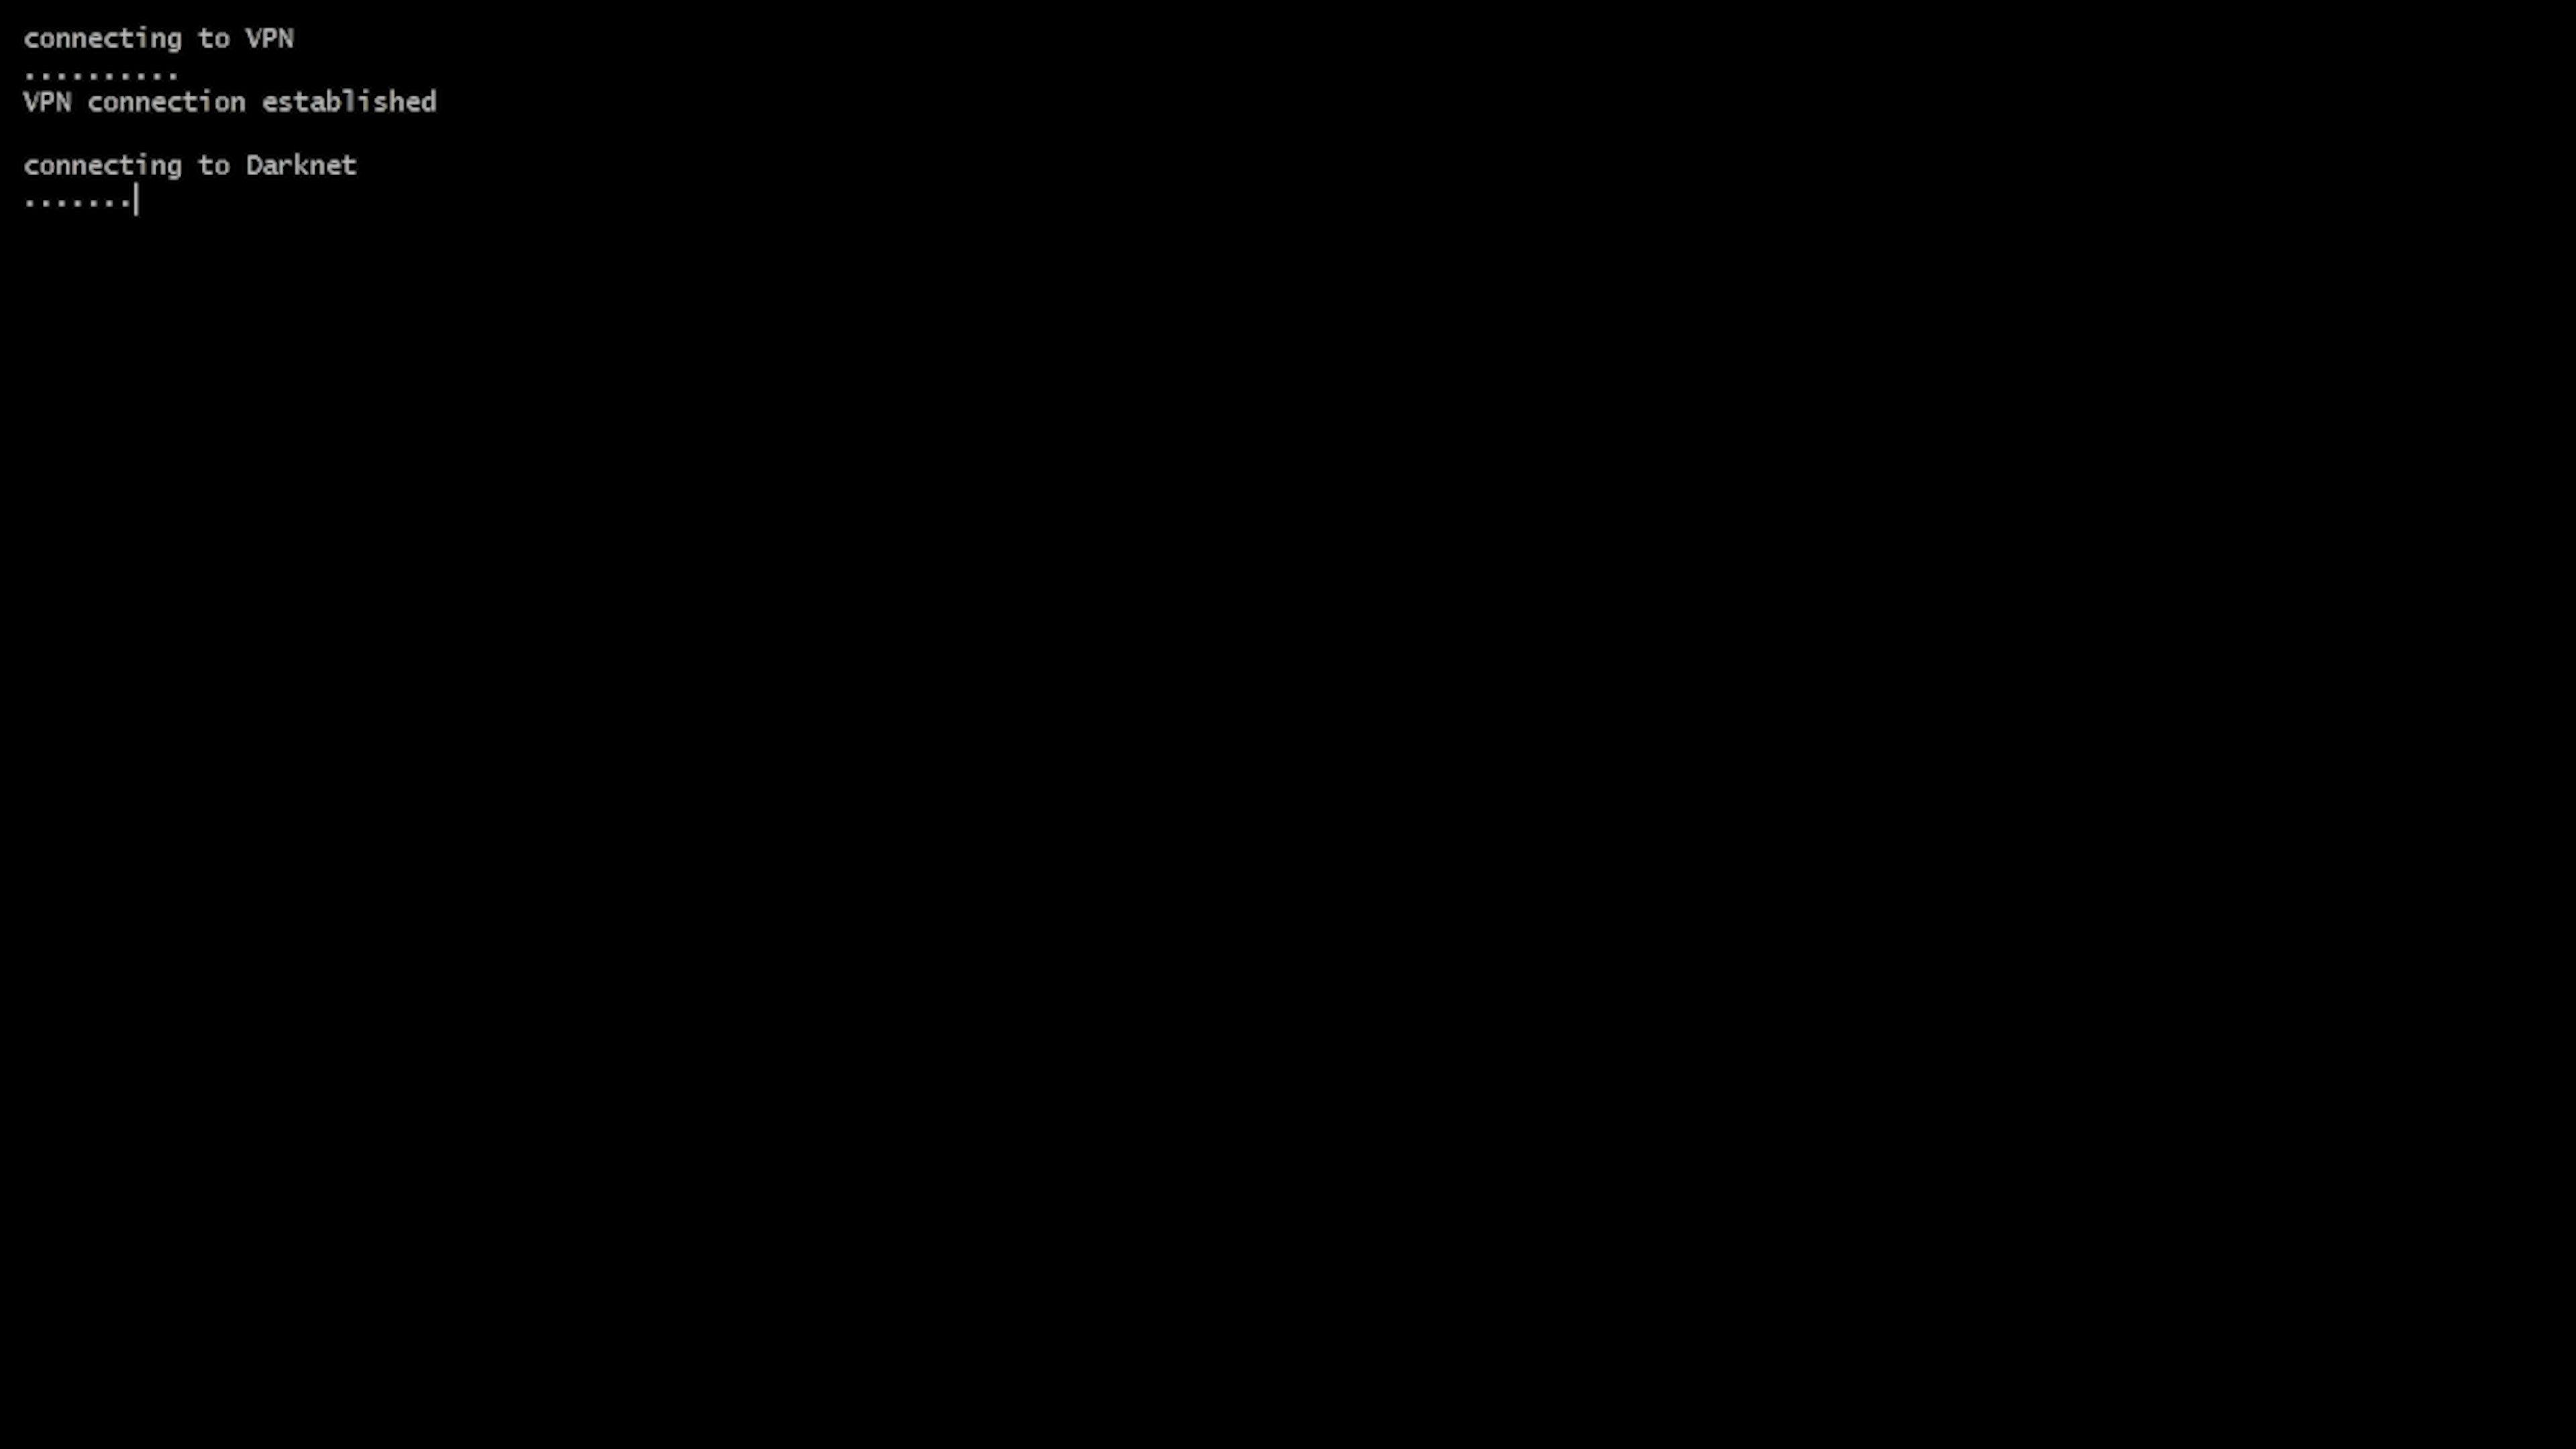 connecting to VPN
..........
VPN connection established
connecting to Darknet
.......